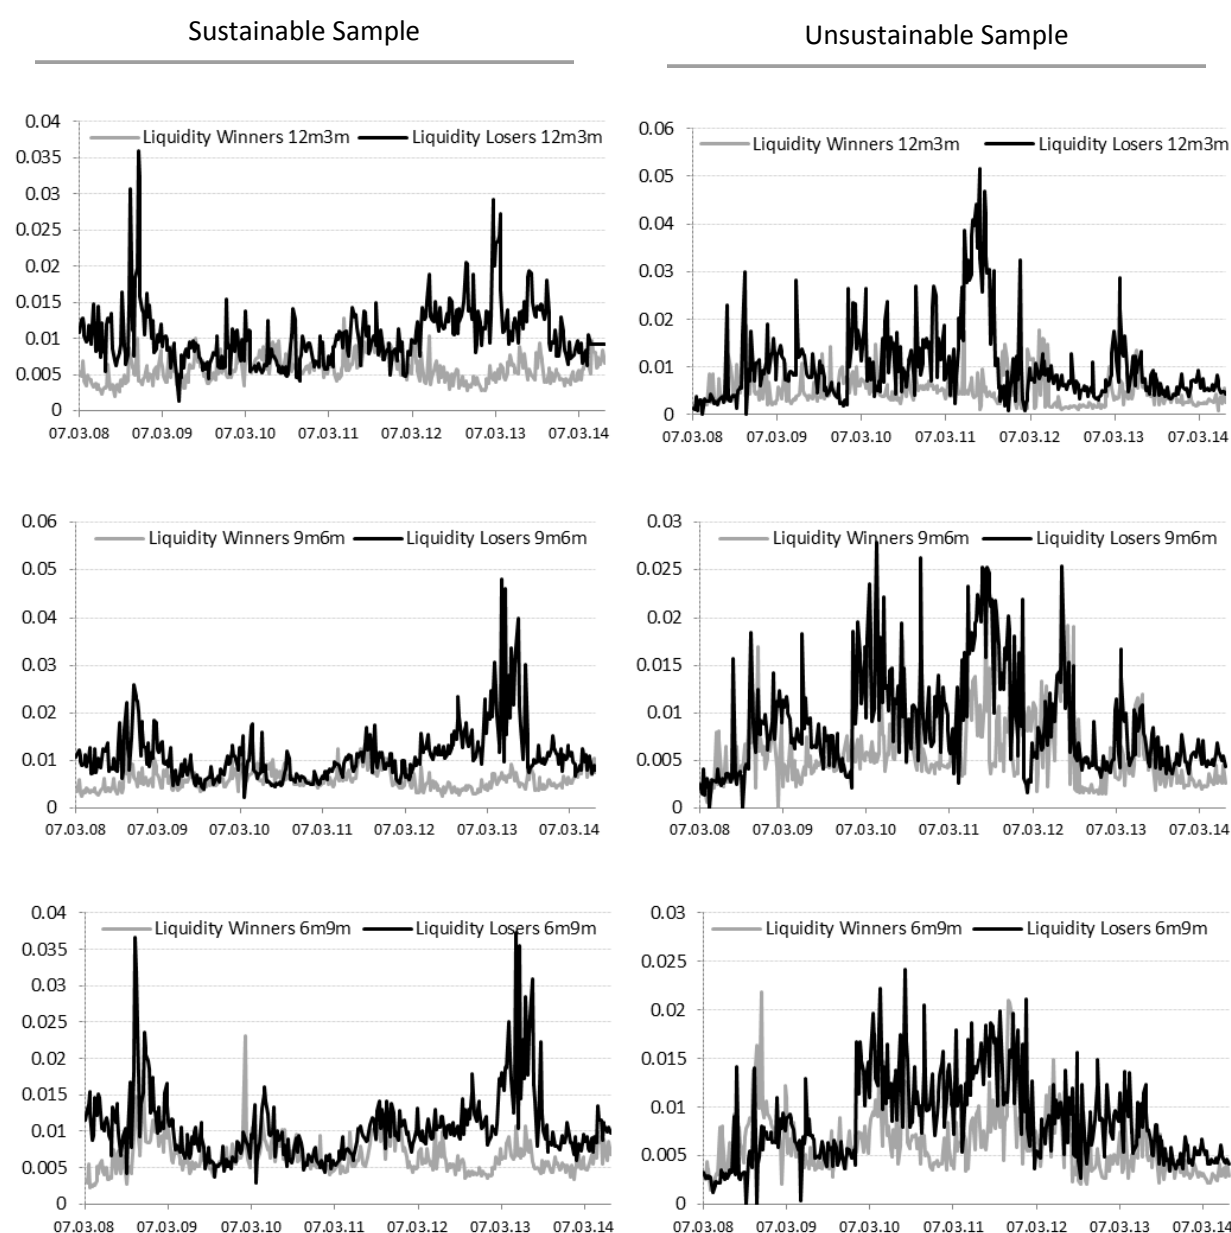 Sustainable Sample
Unsustainable Sample
0.04
Liquidity Winners 12m3m
Liquidity Losers 12m3m
0.035
0.03
0.025
0.02
0.015
0.01
0.005
0
07.03.08 07.03.09 07.03.10 07.03.11 07.03.12 07.03.13 07.03.14
0.06
Liquidity Winners 12m3m
Liquidity Losers 12m3m
0.05
0.04
0.03
0.02
0.01
0
07.03.08 07.03.09 07.03.10 07.03.11 07.03.12 07.03.13 07.03.14
0.06
Liquidity Winners 9m6m
Liquidity Losers 9m6m
0.05
0.04
0.03
0.02
0.01
0
07.03.08 07.03.09 07.03.10 07.03.11 07.03.12 07.03.13 07.03.14
0.03
Liquidity Winners 9m6m
Liquidity Losers 9m6m
0.025
0.02
0.015
0.01
0.005
0
07.03.08 07.03.09 07.03.10 07.03.11 07.03.12 07.03.13 07.03.14
0.04
Liquidity Winners 6m9m
Liquidity Losers 6m9m
0.035
0.03
0.025
0.02
0.015
0.01
0.005
0
07.03.08 07.03.09 07.03.10 07.03.11 07.03.12 07.03.13 07.03.14
0.03
Liquidity Winners 6m9m
Liquidity Losers 6m9m
0.025
0.02
0.015
0.01
0.005
0
07.03.08 07.03.09 07.03.10 07.03.11 07.03.12 07.03.13 07.03.14